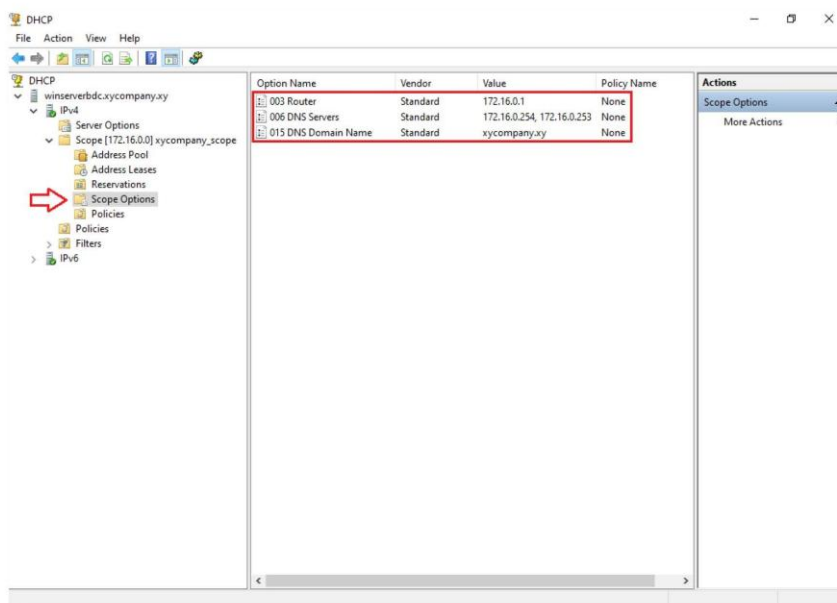 DHCP
File Action View Help
DHCP
winserverbdc.xycompany.xy
IPv4
Server Options
Scope [172.16.0.0] xycompany_scope
Address Pool
Address Leases
Reservations
Scope Options
Policies
Policies
Filters
IPv6
Option Name Vendor Value Policy Name
003 Router Standard 172.16.0.1 None
006 DNS Servers Standard 172.16.0.254, 172.16.0.253 None
015 DNS Domain Name Standard xycompany.xy None
Actions
Scope Options
More Actions